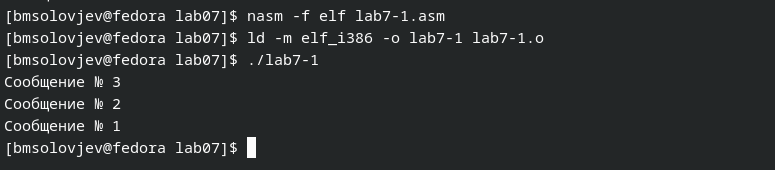 [bmsolovjev@fedora lab07]$ nasm -f elf lab7-1.asm
[bmsolovjev@fedora lab07]$ ld -m elf_i386 -o lab7-1 lab7-1.o
[bmsolovjev@fedora lab07]$ ./lab7-1
Сообщение № 3
Сообщение № 2
Сообщение № 1
[bmsolovjev@fedora lab07]$